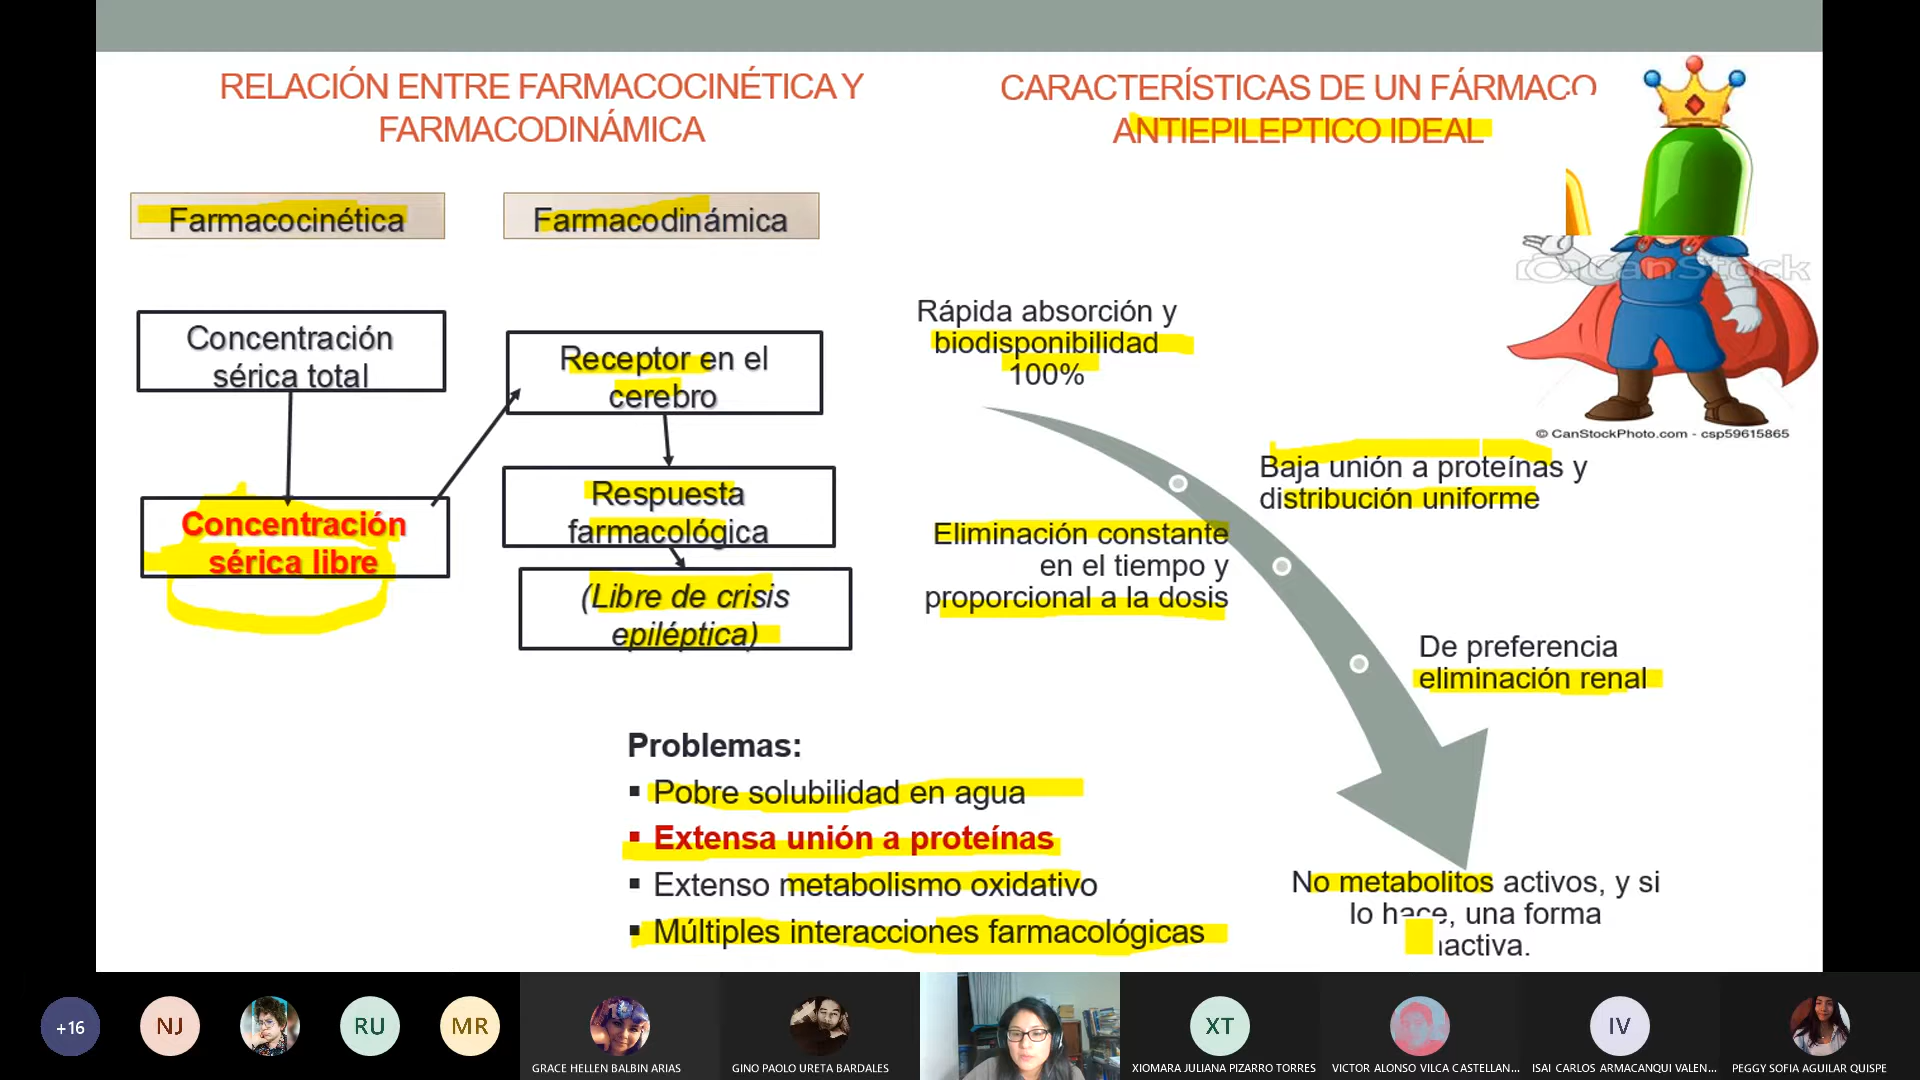 RELACIÓN ENTRE FARMACOCINÉTICA Y
FARMACODINÁMICA
Farmacocinética
Farmacodinámica
Concentración
sérica total
Concentración
sérica libre
Receptor en el
cerebro
Respuesta
farmacológica
(Libre de crisis
epiléptica)
CARACTERÍSTICAS DE UN FÁRMACO
ANTIEPILEPTICO IDEAL
CanStock
© CanStockPhoto.com - csp59615865
Rápida absorción y
biodisponibilidad
100%
Baja unión a proteínas y
distribución uniforme
Eliminación constante
en el tiempo y
proporcional a la dosis
De preferencia
eliminación renal
No metabolitos activos, y si
lo hace, una forma
nactiva.
Problemas:
▪ Pobre solubilidad en agua
▪ Extensa unión a proteínas
▪ Extenso metabolismo oxidativo
▪ Múltiples interacciones farmacológicas
+16
NJ
RU
MR
GRACE HELLEN BALBIN ARIAS
GINO PAOLO URETA BARDALES
XT
XIOMARA JULIANA PIZARRO TORRES
VICTOR ALONSO VILCA CASTELLAN...
IV
ISAI CARLOS ARMACANQUI VALEN...
PEGGY SOFIA AGUILAR QUISPE